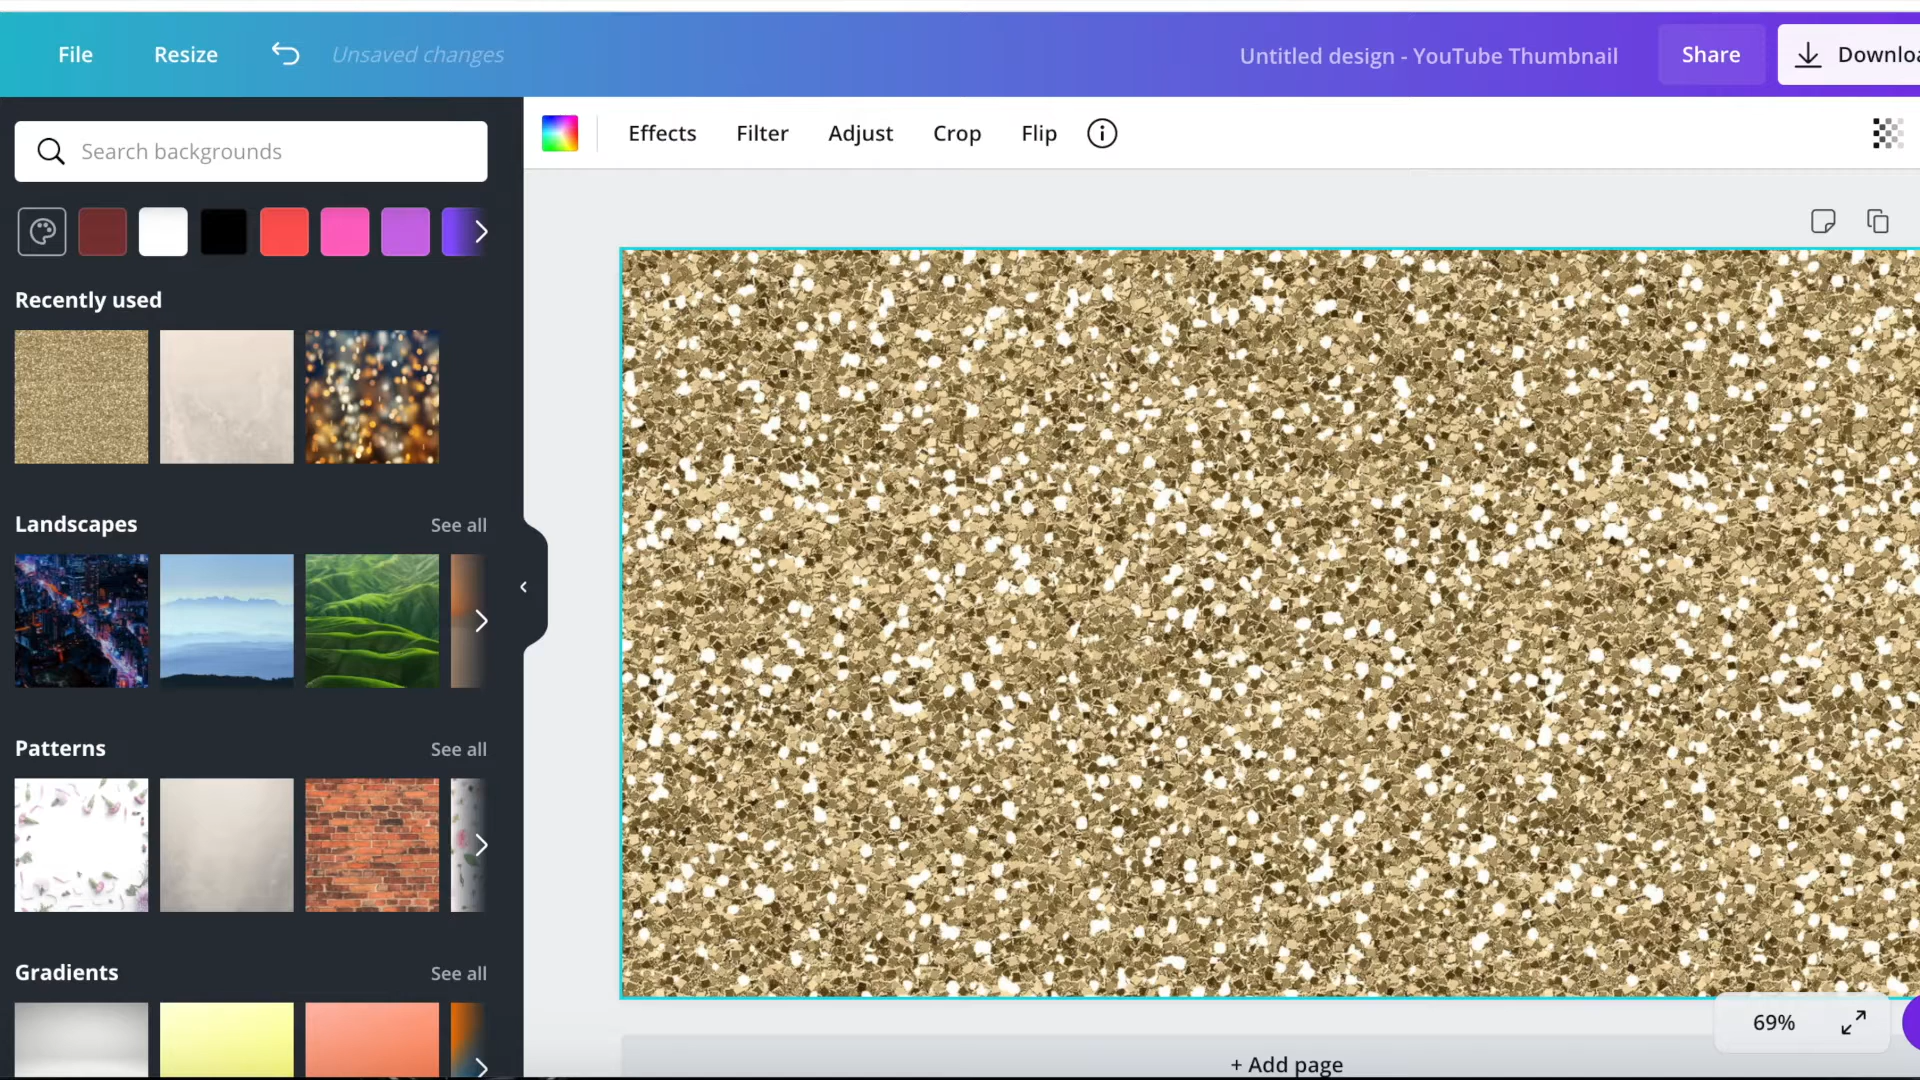 File Resize Unsaved changes Untitled design - YouTube Thumbnail Share Downloa
Search backgrounds
Effects Filter Adjust Crop Flip
Recently used
Landscapes See all
Patterns See all
Gradients See all
69%
+ Add page